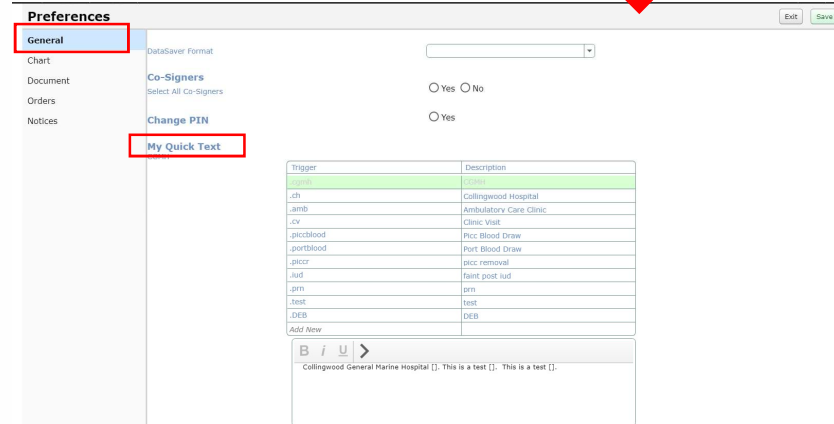 Preferences
Exit Save
General
Chart
Document
Orders
Notices
DataSaver Format
Co-Signers
Select All Co-Signers
Yes No
Change PIN
Yes
My Quick Text
Trigger Description
CGMH
.ch Collingwood Hospital
.amb Ambulatory Care Clinic
.cv Clinic Visit
.piccblood Picc Blood Draw
.portblood Port Blood Draw
.piccr picc removal
.iud faint post iud
.prn prn
.test test
.DEB DEB
Add New
B i U
Collingwood General Marine Hospital []. This is a test []. This is a test [].